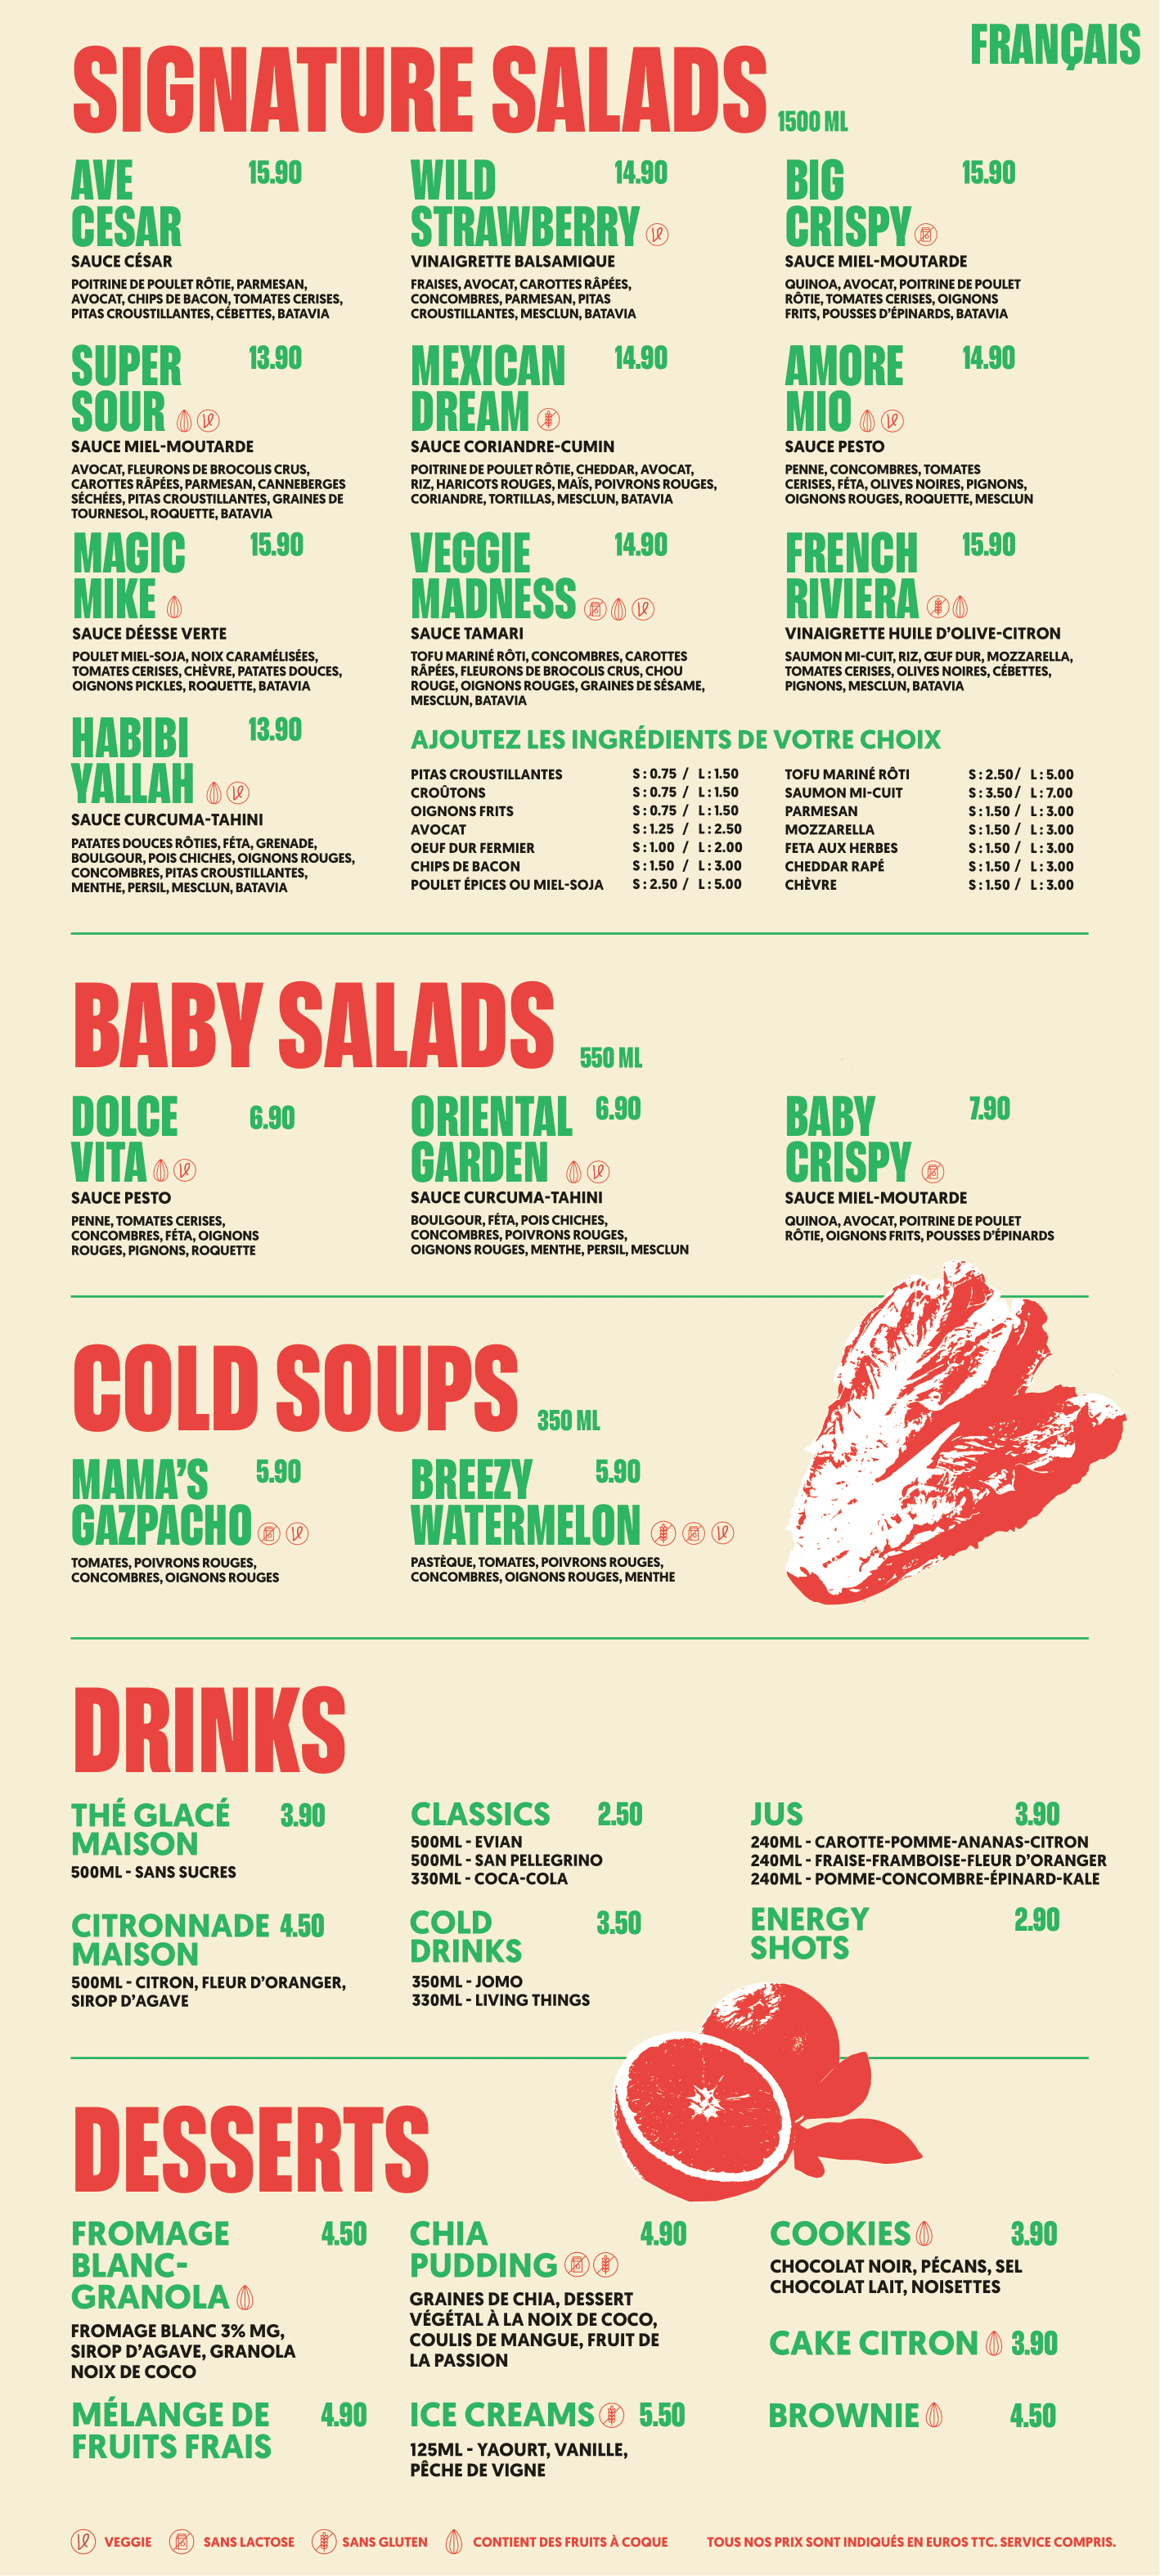 FRANÇAIS
SIGNATURE SALADS 1500 ML
AVE 15.90
CESAR
SAUCE CÉSAR
POITRINE DE POULET RÔTIE, PARMESAN,
AVOCAT, CHIPS DE BACON, TOMATES CERISES,
PITAS CROUSTILLANTES, CÉBETTES, BATAVIA
WILD 14.90
STRAWBERRY
VINAIGRETTE BALSAMIQUE
FRAISES, AVOCAT, CAROTTES RÂPÉES,
CONCOMBRES, PARMESAN, PITAS
CROUSTILLANTES, MESCLUN, BATAVIA
BIG 15.90
CRISPY
SAUCE MIEL-MOUTARDE
QUINOA, AVOCAT, POITRINE DE POULET
RÔTIE, TOMATES CERISES, OIGNONS
FRITS, POUSSES D'ÉPINARDS, BATAVIA
SUPER 13.90
SOUR
SAUCE MIEL-MOUTARDE
AVOCAT, FLEURONS DE BROCOLIS CRUS,
CAROTTES RÂPÉES, PARMESAN, CANNEBERGES
SÉCHÉES, PITAS CROUSTILLANTES, GRAINES DE
TOURNESOL, ROQUETTE, BATAVIA
MEXICAN 14.90
DREAM
SAUCE CORIANDRE-CUMIN
POITRINE DE POULET RÔTIE, CHEDDAR, AVOCAT,
RIZ, HARICOTS ROUGES, MAÏS, POIVRONS ROUGES,
CORIANDRE, TORTILLAS, MESCLUN, BATAVIA
AMORE 14.90
MIO
SAUCE PESTO
PENNE, CONCOMBRES, TOMATES
CERISES, FÉTA, OLIVES NOIRES, PIGNONS,
OIGNONS ROUGES, ROQUETTE, MESCLUN
MAGIC 15.90
MIKE
SAUCE DÉESSE VERTE
POULET MIEL-SOJA, NOIX CARAMÉLISÉES,
TOMATES CERISES, CHÈVRE, PATATES DOUCES,
OIGNONS PICKLES, ROQUETTE, BATAVIA
VEGGIE 14.90
MADNESS
SAUCE TAMARI
TOFU MARINÉ RÔTI, CONCOMBRES, CAROTTES
RÂPÉES, FLEURONS DE BROCOLIS CRUS, CHOU
ROUGE, OIGNONS ROUGES, GRAINES DE SÉSAME,
MESCLUN, BATAVIA
FRENCH 15.90
RIVIERA
VINAIGRETTE HUILE D'OLIVE-CITRON
SAUMON MI-CUIT, RIZ, ŒUF DUR, MOZZARELLA,
TOMATES CERISES, OLIVES NOIRES, CÉBETTES,
PIGNONS, MESCLUN, BATAVIA
HABIBI 13.90
YALLAH
SAUCE CURCUMA-TAHINI
PATATES DOUCES RÔTIES, FÉTA, GRENADE,
BOULGOUR, POIS CHICHES, OIGNONS ROUGES,
CONCOMBRES, PITAS CROUSTILLANTES,
MENTHE, PERSIL, MESCLUN, BATAVIA
AJOUTEZ LES INGRÉDIENTS DE VOTRE CHOIX
PITAS CROUSTILLANTES S : 0.75 / L : 1.50
CROÛTONS S : 0.75 / L : 1.50
OIGNONS FRITS S : 0.75 / L : 1.50
AVOCAT S : 1.25 / L : 2.50
OEUF DUR FERMIER S : 1.00 / L : 2.00
CHIPS DE BACON S : 1.50 / L : 3.00
POULET ÉPICES OU MIEL-SOJA S : 2.50 / L : 5.00
TOFU MARINÉ RÔTI S : 2.50/ L : 5.00
SAUMON MI-CUIT S : 3.50/ L : 7.00
PARMESAN S : 1.50 / L : 3.00
MOZZARELLA S : 1.50 / L : 3.00
FETA AUX HERBES S : 1.50 / L : 3.00
CHEDDAR RAPÉ S : 1.50 / L : 3.00
CHÈVRE S : 1.50 / L : 3.00
BABY SALADS 550 ML
DOLCE 6.90
VITA
SAUCE PESTO
PENNE, TOMATES CERISES,
CONCOMBRES, FÉTA, OIGNONS
ROUGES, PIGNONS, ROQUETTE
ORIENTAL 6.90
GARDEN
SAUCE CURCUMA-TAHINI
BOULGOUR, FÉTA, POIS CHICHES,
CONCOMBRES, POIVRONS ROUGES,
OIGNONS ROUGES, MENTHE, PERSIL, MESCLUN
BABY 7.90
CRISPY
SAUCE MIEL-MOUTARDE
QUINOA, AVOCAT, POITRINE DE POULET
RÔTIE, OIGNONS FRITS, POUSSES D'ÉPINARDS
COLD SOUPS 350 ML
MAMA'S 5.90
GAZPACHO
TOMATES, POIVRONS ROUGES,
CONCOMBRES, OIGNONS ROUGES
BREEZY 5.90
WATERMELON
PASTÈQUE, TOMATES, POIVRONS ROUGES,
CONCOMBRES, OIGNONS ROUGES, MENTHE
DRINKS
THÉ GLACÉ 3.90
MAISON
500ML - SANS SUCRES
CLASSICS 2.50
500ML - EVIAN
500ML - SAN PELLEGRINO
330ML - COCA-COLA
JUS 3.90
240ML - CAROTTE-POMME-ANANAS-CITRON
240ML - FRAISE-FRAMBOISE-FLEUR D'ORANGER
240ML - POMME-CONCOMBRE-ÉPINARD-KALE
CITRONNADE 4.50
MAISON
500ML - CITRON, FLEUR D'ORANGER,
SIROP D'AGAVE
COLD 3.50
DRINKS
350ML - JOMO
330ML - LIVING THINGS
ENERGY 2.90
SHOTS
DESSERTS
FROMAGE 4.50
BLANC-
GRANOLA
FROMAGE BLANC 3% MG,
SIROP D'AGAVE, GRANOLA
NOIX DE COCO
CHIA 4.90
PUDDING
GRAINES DE CHIA, DESSERT
VÉGÉTAL À LA NOIX DE COCO,
COULIS DE MANGUE, FRUIT DE
LA PASSION
COOKIES 3.90
CHOCOLAT NOIR, PÉCANS, SEL
CHOCOLAT LAIT, NOISETTES
CAKE CITRON 3.90
MÉLANGE DE 4.90
FRUITS FRAIS
ICE CREAMS 5.50
125ML - YAOURT, VANILLE,
PÊCHE DE VIGNE
BROWNIE 4.50
VEGGIE SANS LACTOSE SANS GLUTEN CONTIENT DES FRUITS À COQUE TOUS NOS PRIX SONT INDIQUÉS EN EUROS TTC. SERVICE COMPRIS.